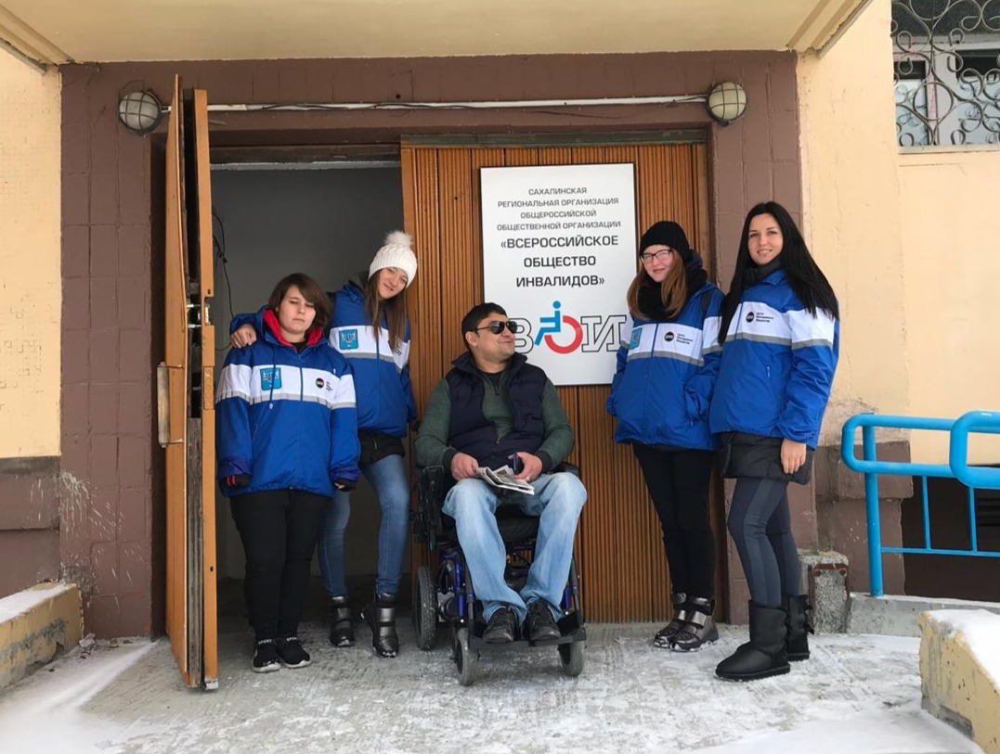 САХАЛИНСКАЯ
РЕГИОНАЛЬНАЯ ОРГАНИЗАЦИЯ
ОБЩЕРОССИЙСКОЙ
ОБЩЕСТВЕННОЙ ОРГАНИЗАЦИИ
«ВСЕРОССИЙСКОЕ
ОБЩЕСТВО
ИНВАЛИДОВ»
ВОИ